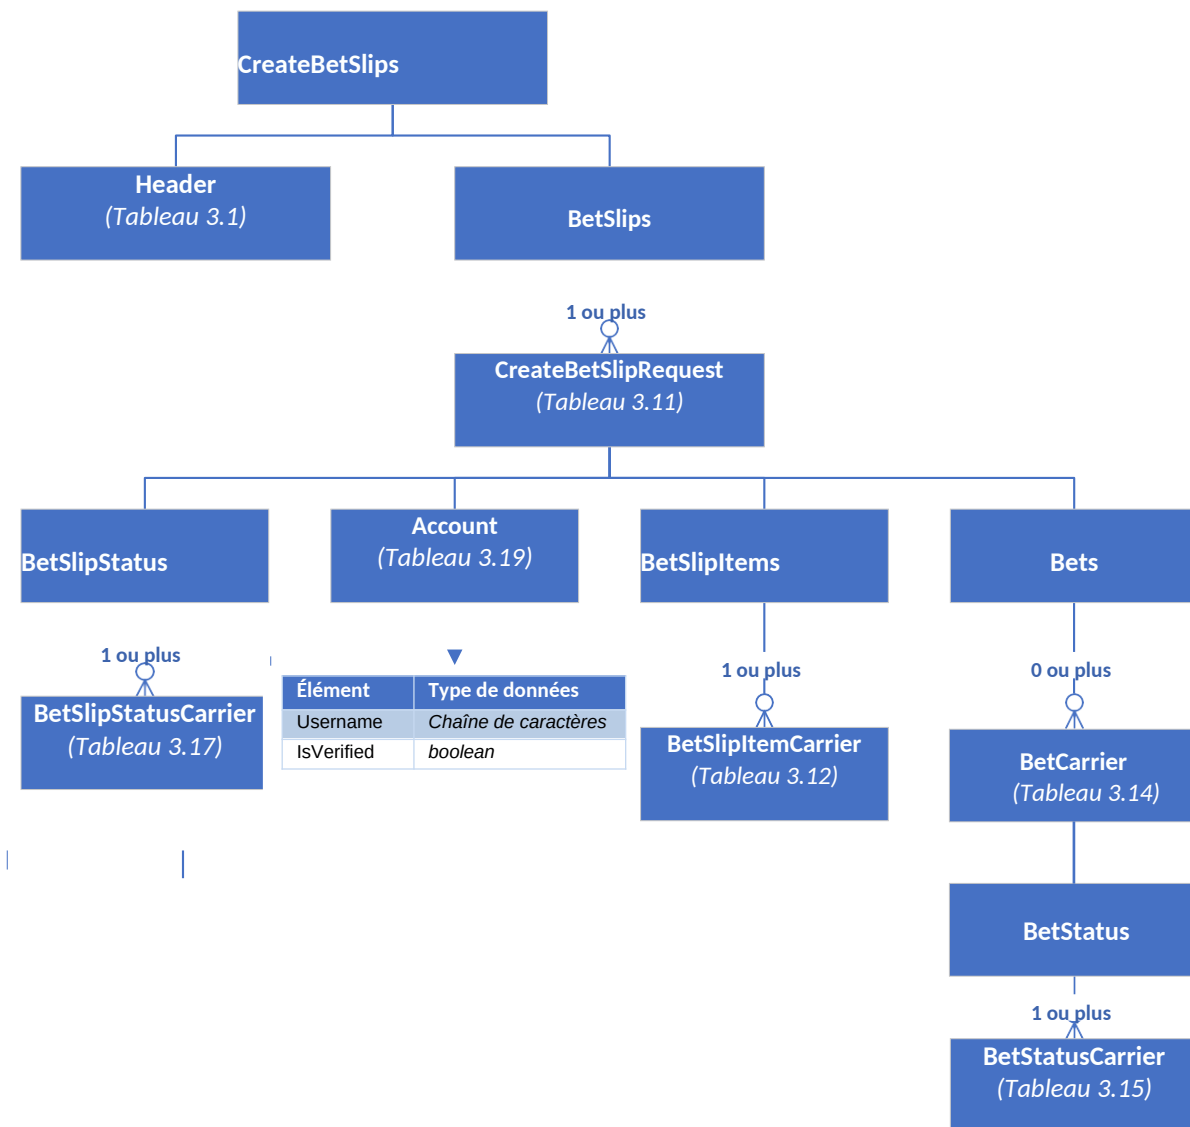 CreateBetSlips
Header
(Tableau 3.1)
BetSlips
1 ou plus
CreateBetSlipRequest
(Tableau 3.11)
BetSlipStatus
Account
(Tableau 3.19)
BetSlipItems
Bets
1 ou plus
BetSlipStatusCarrier
(Tableau 3.17)
Élément Type de données
Username Chaîne de caractères
IsVerified boolean
1 ou plus
BetSlipItemCarrier
(Tableau 3.12)
0 ou plus
BetCarrier
(Tableau 3.14)
BetStatus
1 ou plus
BetStatusCarrier
(Tableau 3.15)